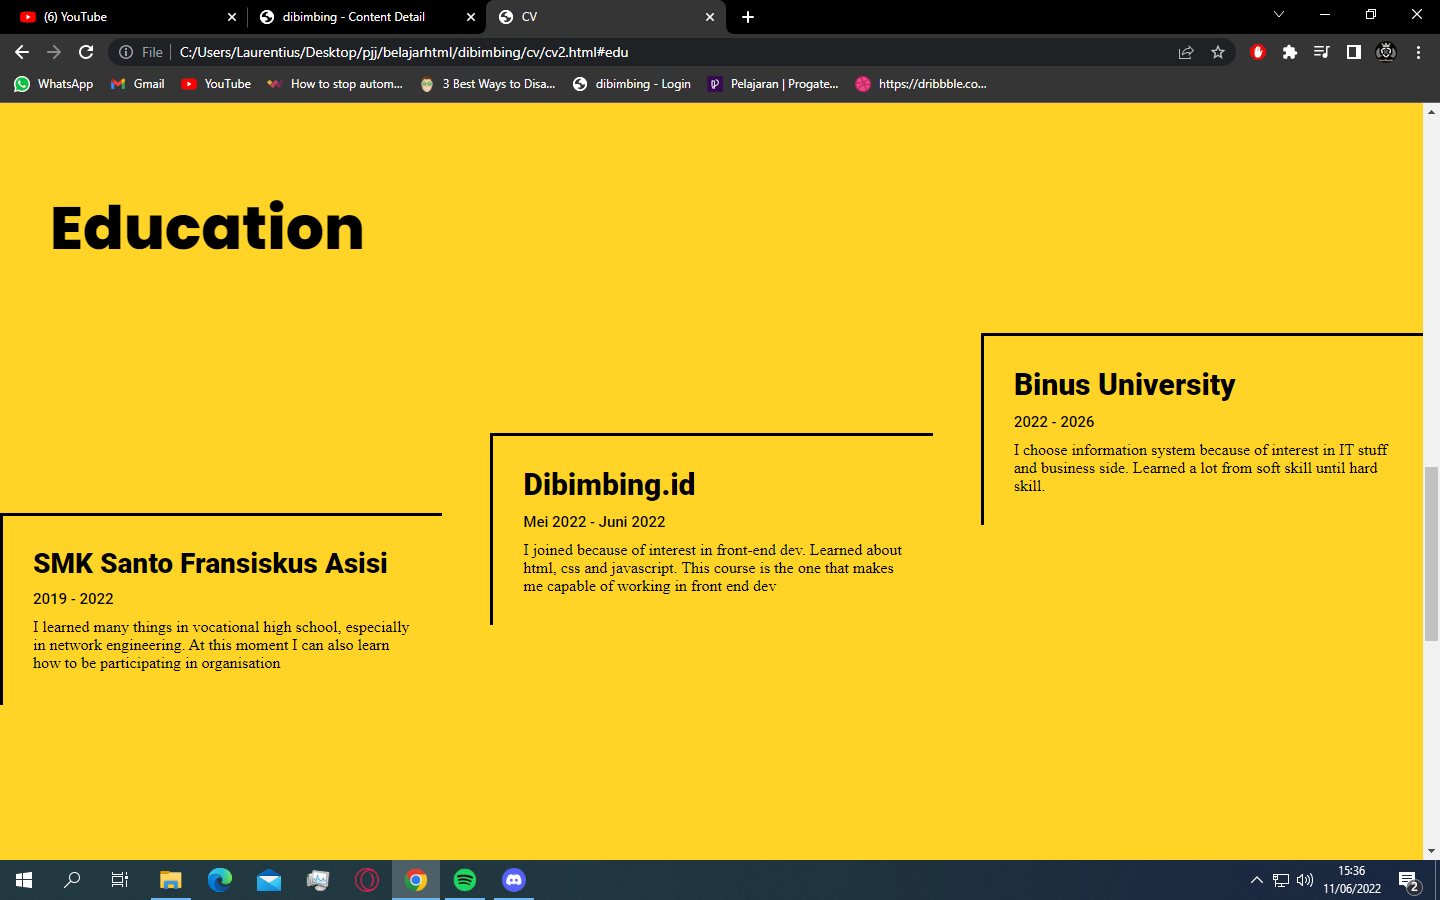 (6) YouTube
dibimbing - Content Detail
CV
File
C:/Users/Laurentius/Desktop/pjj/belajarhtml/dibimbing/cv/cv2.html#edu
WhatsApp
Gmail
YouTube
How to stop autom...
3 Best Ways to Disa...
dibimbing - Login
Pelajaran | Progate...
https://dribbble.co...
Education
SMK Santo Fransiskus Asisi
2019 - 2022
I learned many things in vocational high school, especially
in network engineering. At this moment I can also learn
how to be participating in organisation
Dibimbing.id
Mei 2022 - Juni 2022
I joined because of interest in front-end dev. Learned about
html, css and javascript. This course is the one that makes
me capable of working in front end dev
Binus University
2022 - 2026
I choose information system because of interest in IT stuff
and business side. Learned a lot from soft skill until hard
skill.
15:36
11/06/2022
2